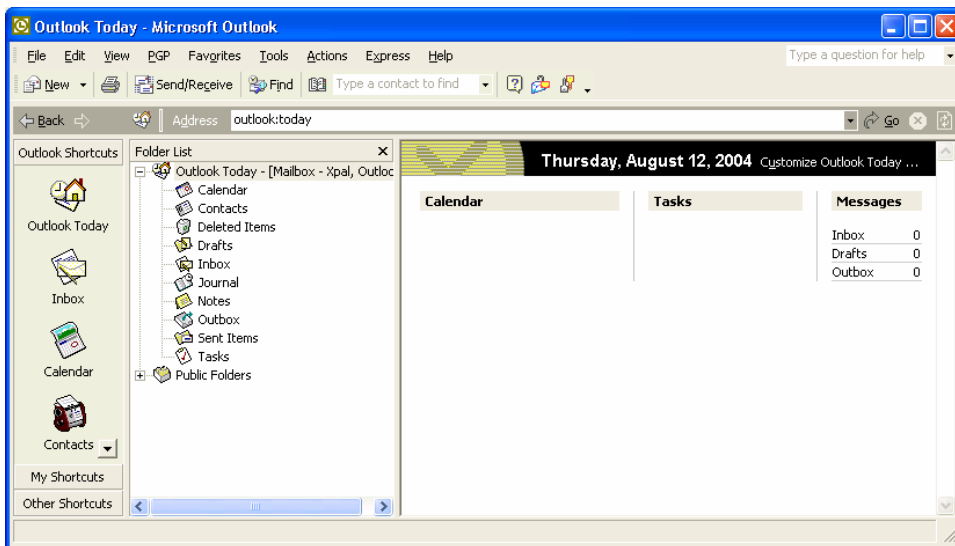 Outlook Today - Microsoft Outlook
File Edit View PGP Favorites Tools Actions Express Help Type a question for help
New Send/Receive Find Type a contact to find
Back Address outlook:today Go
Outlook Shortcuts
Outlook Today
Inbox
Calendar
Contacts
My Shortcuts
Other Shortcuts
Folder List
Outlook Today - [Mailbox - Xpal, Outloc
Calendar
Contacts
Deleted Items
Drafts
Inbox
Journal
Notes
Outbox
Sent Items
Tasks
Public Folders
Thursday, August 12, 2004 Customize Outlook Today ...
Calendar Tasks Messages
Inbox 0
Drafts 0
Outbox 0